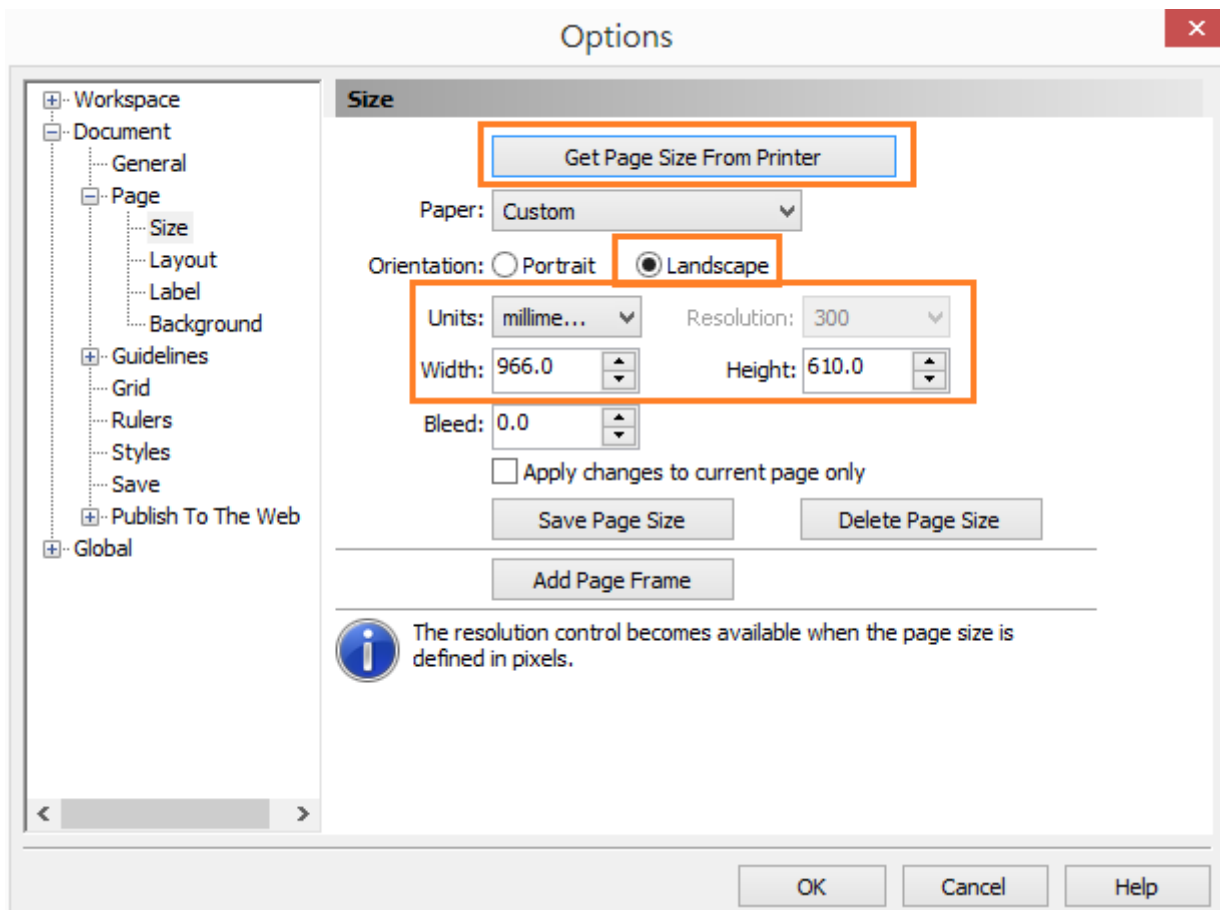 Options
Workspace
Document
General
Page
Size
Layout
Label
Background
Guidelines
Grid
Rulers
Styles
Save
Publish To The Web
Global
Size
Get Page Size From Printer
Paper: Custom
Orientation: Portrait Landscape
Units: millime... Resolution: 300
Width: 966.0 Height: 610.0
Bleed: 0.0
Apply changes to current page only
Save Page Size Delete Page Size
Add Page Frame
The resolution control becomes available when the page size is
defined in pixels.
OK Cancel Help